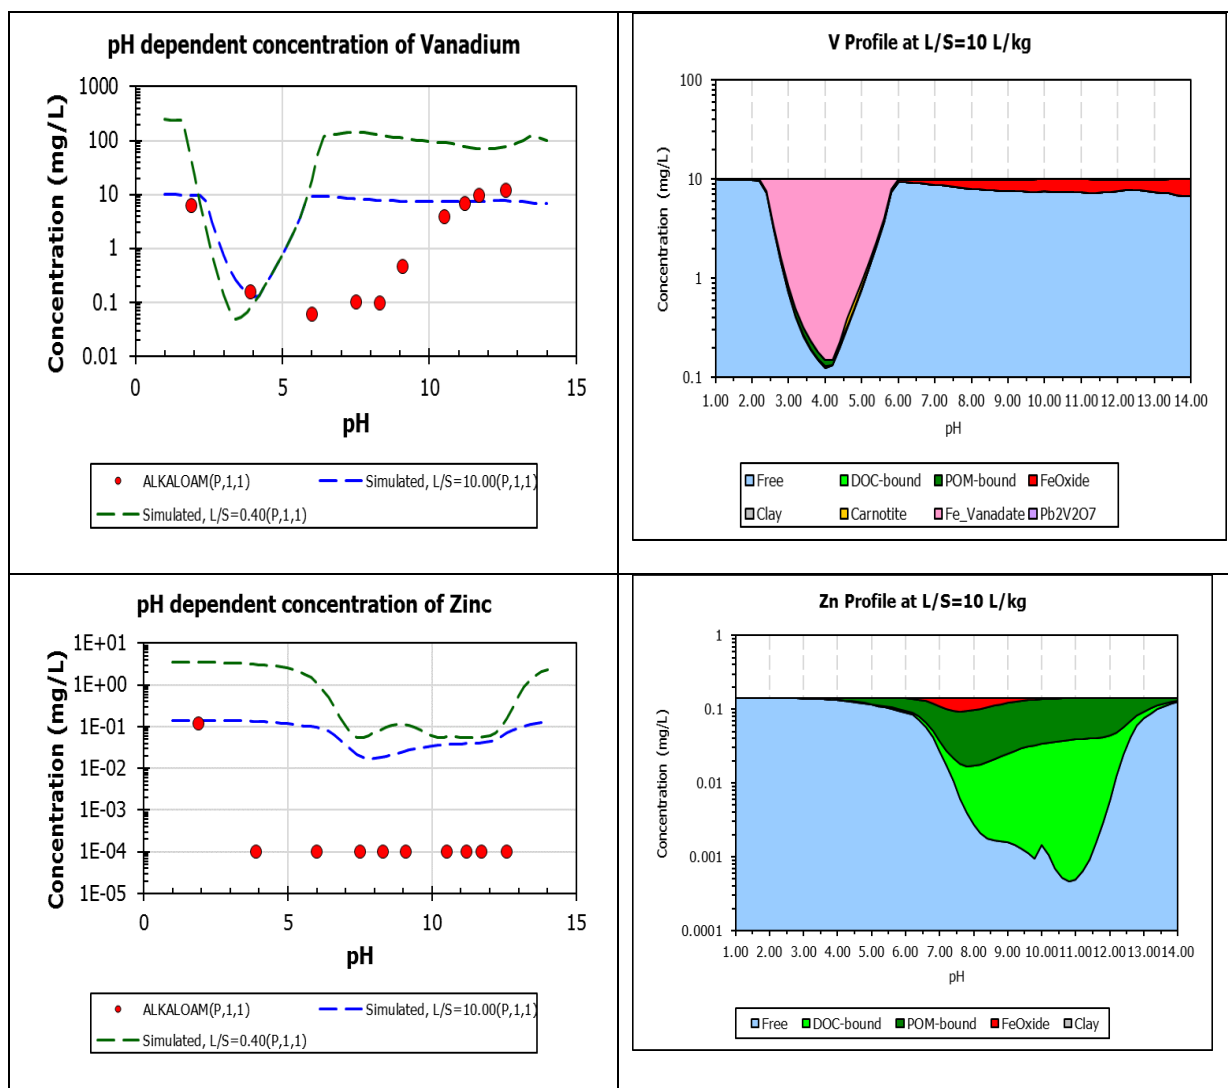 pH dependent concentration of Vanadium
Concentration (mg/L)
1000
100
10
1
0.1
0.01
0
5
10
15
pH
ALKALOAM(P,1,1)
Simulated, L/S=10.00(P,1,1)
Simulated, L/S=0.40(P,1,1)
V Profile at L/S=10 L/kg
Concentration (mg/L)
100
10
1
0.1
1.00 2.00 3.00 4.00 5.00 6.00 7.00 8.00 9.00 10.00 11.00 12.00 13.00 14.00
pH
Free DOC-bound POM-bound FeOxide
Clay Carnotite Fe_Vanadate Pb2V2O7
pH dependent concentration of Zinc
Concentration (mg/L)
1E+01
1E+00
1E-01
1E-02
1E-03
1E-04
1E-05
0
5
10
15
pH
ALKALOAM(P,1,1)
Simulated, L/S=10.00(P,1,1)
Simulated, L/S=0.40(P,1,1)
Zn Profile at L/S=10 L/kg
Concentration (mg/L)
1
0.1
0.01
0.001
0.0001
1.00 2.00 3.00 4.00 5.00 6.00 7.00 8.00 9.00 10.00 11.00 12.00 13.00 14.00
pH
Free DOC-bound POM-bound FeOxide Clay